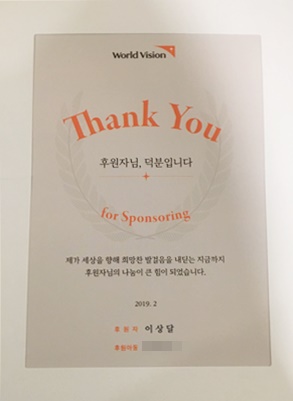 World Vision
Thank You
후원자님, 덕분입니다
for Sponsoring
제가 세상을 향해 희망찬 발걸음을 내딛는 지금까지
후원자님의 나눔이 큰 힘이 되었습니다.
2019. 2
후 원 자 이 상 달
후원아동